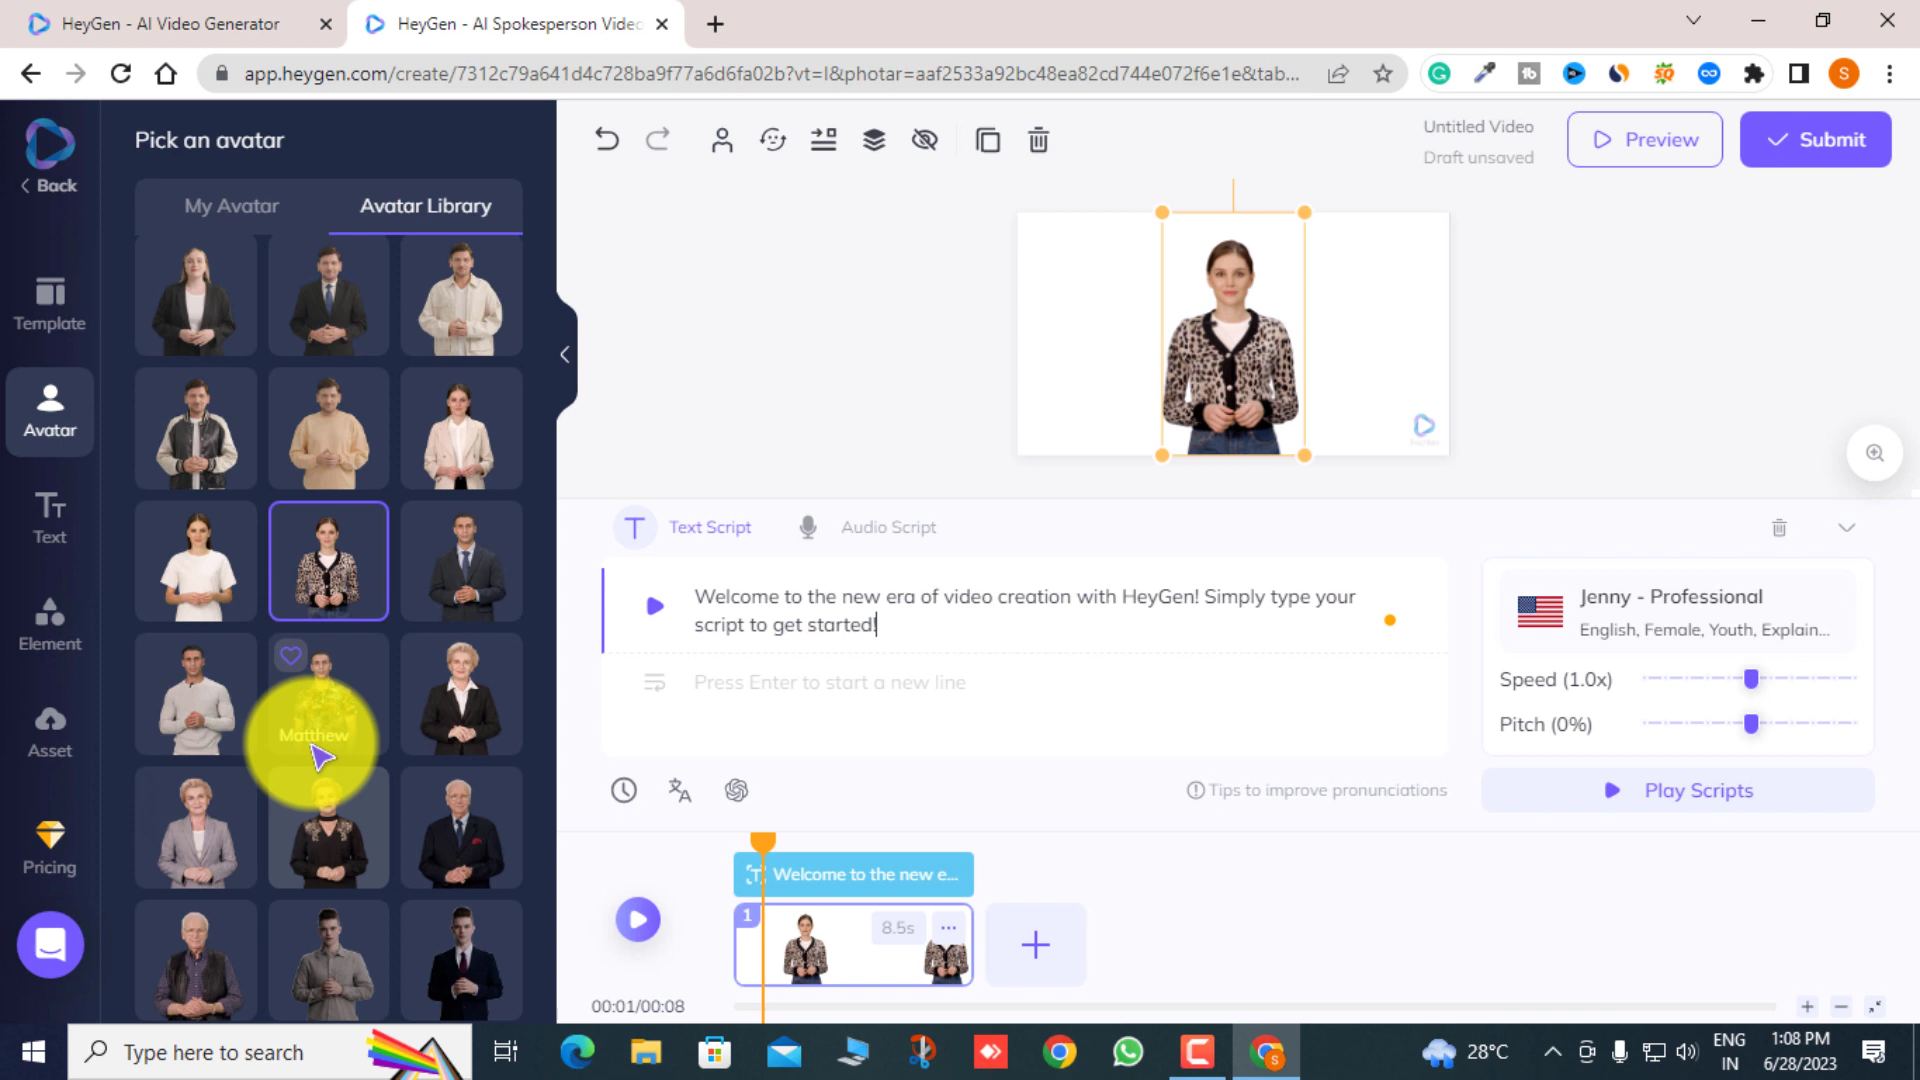 HeyGen - AI Video Generator
HeyGen - AI Spokesperson Video
app.heygen.com/create/7312c79a641d4c728ba9f77a6d6fa02b?vt=l&photar=aaf2533a92bc48ea82cd744e072f6e1e&tab...
S
Back
Pick an avatar
My Avatar
Avatar Library
Template
Avatar
Text
Element
Asset
Pricing
Matthew
Untitled Video
Draft unsaved
Preview
Submit
Text Script
Audio Script
Welcome to the new era of video creation with HeyGen! Simply type your
script to get started!
Press Enter to start a new line
Jenny - Professional
English, Female, Youth, Explain...
Speed (1.0x)
Pitch (0%)
Tips to improve pronunciations
Play Scripts
Welcome to the new e...
1
8.5s
00:01/00:08
Type here to search
28°C
ENG
IN
1:08 PM
6/28/2023